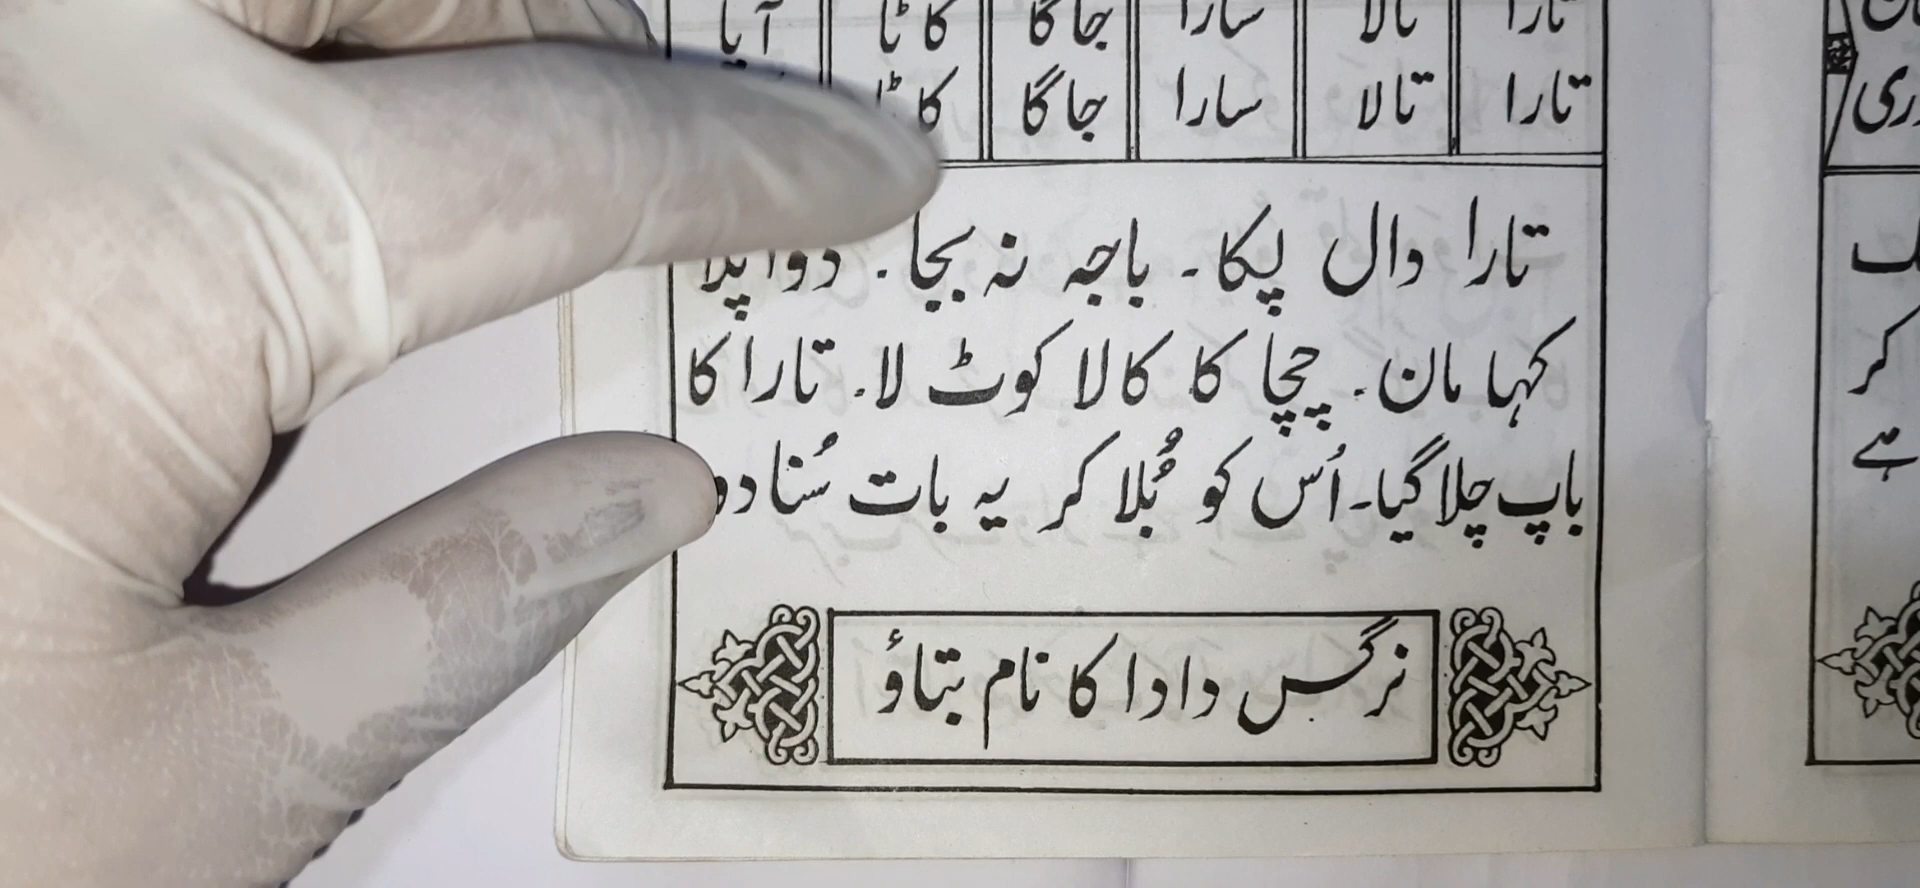 تارا تالا سارا جاگا کاٹا آیا
تارا تالا سارا جاگا کاٹا
تارا دال پکا۔ باجہ نہ بجا۔ دوا پلا
کہا مان۔ چچا کا کالا کوٹ لا۔ تارا کا
باپ چلا گیا۔ اُس کو بُلا کر یہ بات سُنا دو
نرگس دادا کا نام بتاؤ
کر
ہے